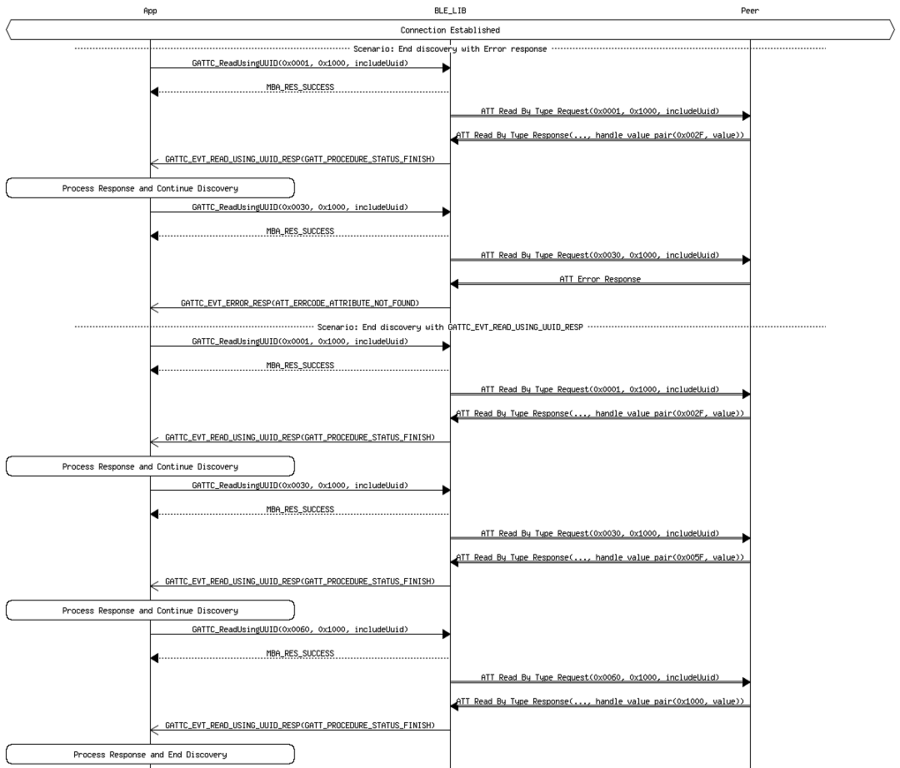 App BLE_LIB Peer
Connection Established
Scenario: End discovery with Error response
GATTC_ReadUsingUUID(0x0001, 0x1000, includeUuid)
MBA_RES_SUCCESS
ATT Read By Type Request(0x0001, 0x1000, includeUuid)
ATT Read By Type Response(..., handle value pair(0x002F, value))
GATTC_EVT_READ_USING_UUID_RESP(GATT_PROCEDURE_STATUS_FINISH)
Process Response and Continue Discovery
GATTC_ReadUsingUUID(0x0030, 0x1000, includeUuid)
MBA_RES_SUCCESS
ATT Read By Type Request(0x0030, 0x1000, includeUuid)
ATT Error Response
GATTC_EVT_ERROR_RESP(ATT_ERRCODE_ATTRIBUTE_NOT_FOUND)
Scenario: End discovery with GATTC_EVT_READ_USING_UUID_RESP
GATTC_ReadUsingUUID(0x0001, 0x1000, includeUuid)
MBA_RES_SUCCESS
ATT Read By Type Request(0x0001, 0x1000, includeUuid)
ATT Read By Type Response(..., handle value pair(0x002F, value))
GATTC_EVT_READ_USING_UUID_RESP(GATT_PROCEDURE_STATUS_FINISH)
Process Response and Continue Discovery
GATTC_ReadUsingUUID(0x0030, 0x1000, includeUuid)
MBA_RES_SUCCESS
ATT Read By Type Request(0x0030, 0x1000, includeUuid)
ATT Read By Type Response(..., handle value pair(0x005F, value))
GATTC_EVT_READ_USING_UUID_RESP(GATT_PROCEDURE_STATUS_FINISH)
Process Response and Continue Discovery
GATTC_ReadUsingUUID(0x0060, 0x1000, includeUuid)
MBA_RES_SUCCESS
ATT Read By Type Request(0x0060, 0x1000, includeUuid)
ATT Read By Type Response(..., handle value pair(0x1000, value))
GATTC_EVT_READ_USING_UUID_RESP(GATT_PROCEDURE_STATUS_FINISH)
Process Response and End Discovery